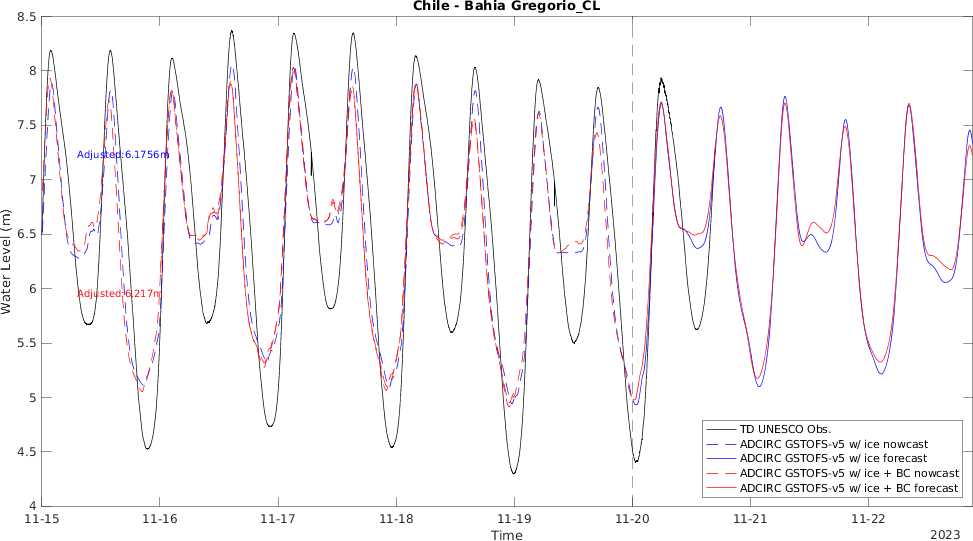 Chile - Bahia Gregorio_CL
8.5
8
7.5
7
6.5
6
5.5
5
4.5
4
Water Level (m)
Adjusted:6.1756m
Adjusted:6.217m
TD UNESCO Obs.
ADCIRC GSTOFS-v5 w/ ice nowcast
ADCIRC GSTOFS-v5 w/ ice forecast
ADCIRC GSTOFS-v5 w/ ice + BC nowcast
ADCIRC GSTOFS-v5 w/ ice + BC forecast
11-15 11-16 11-17 11-18 11-19 11-20 11-21 11-22
Time
2023